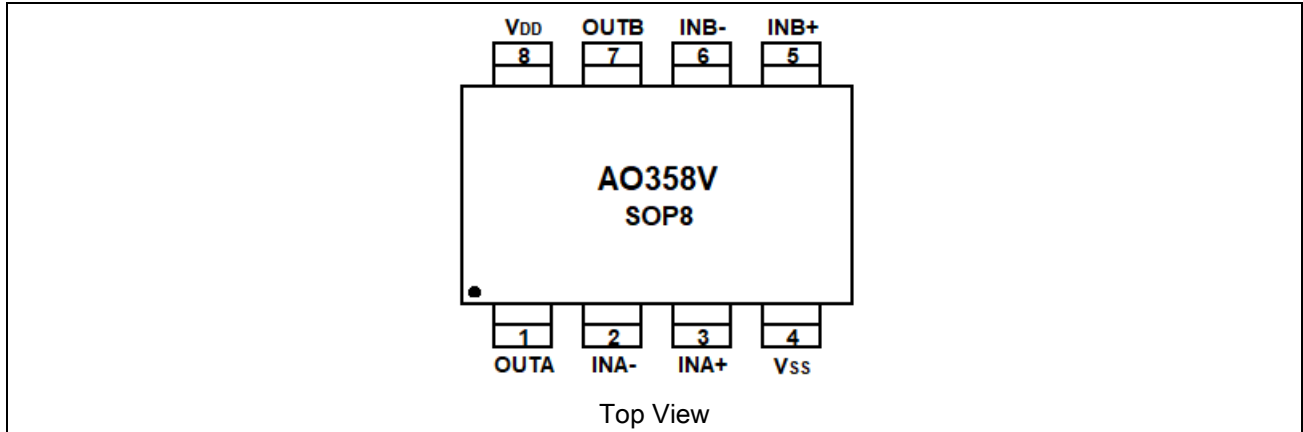 VDD OUTB INB- INB+
8 7 6 5
AO358V
SOP8
1 2 3 4
OUTA INA- INA+ VSS
Top View